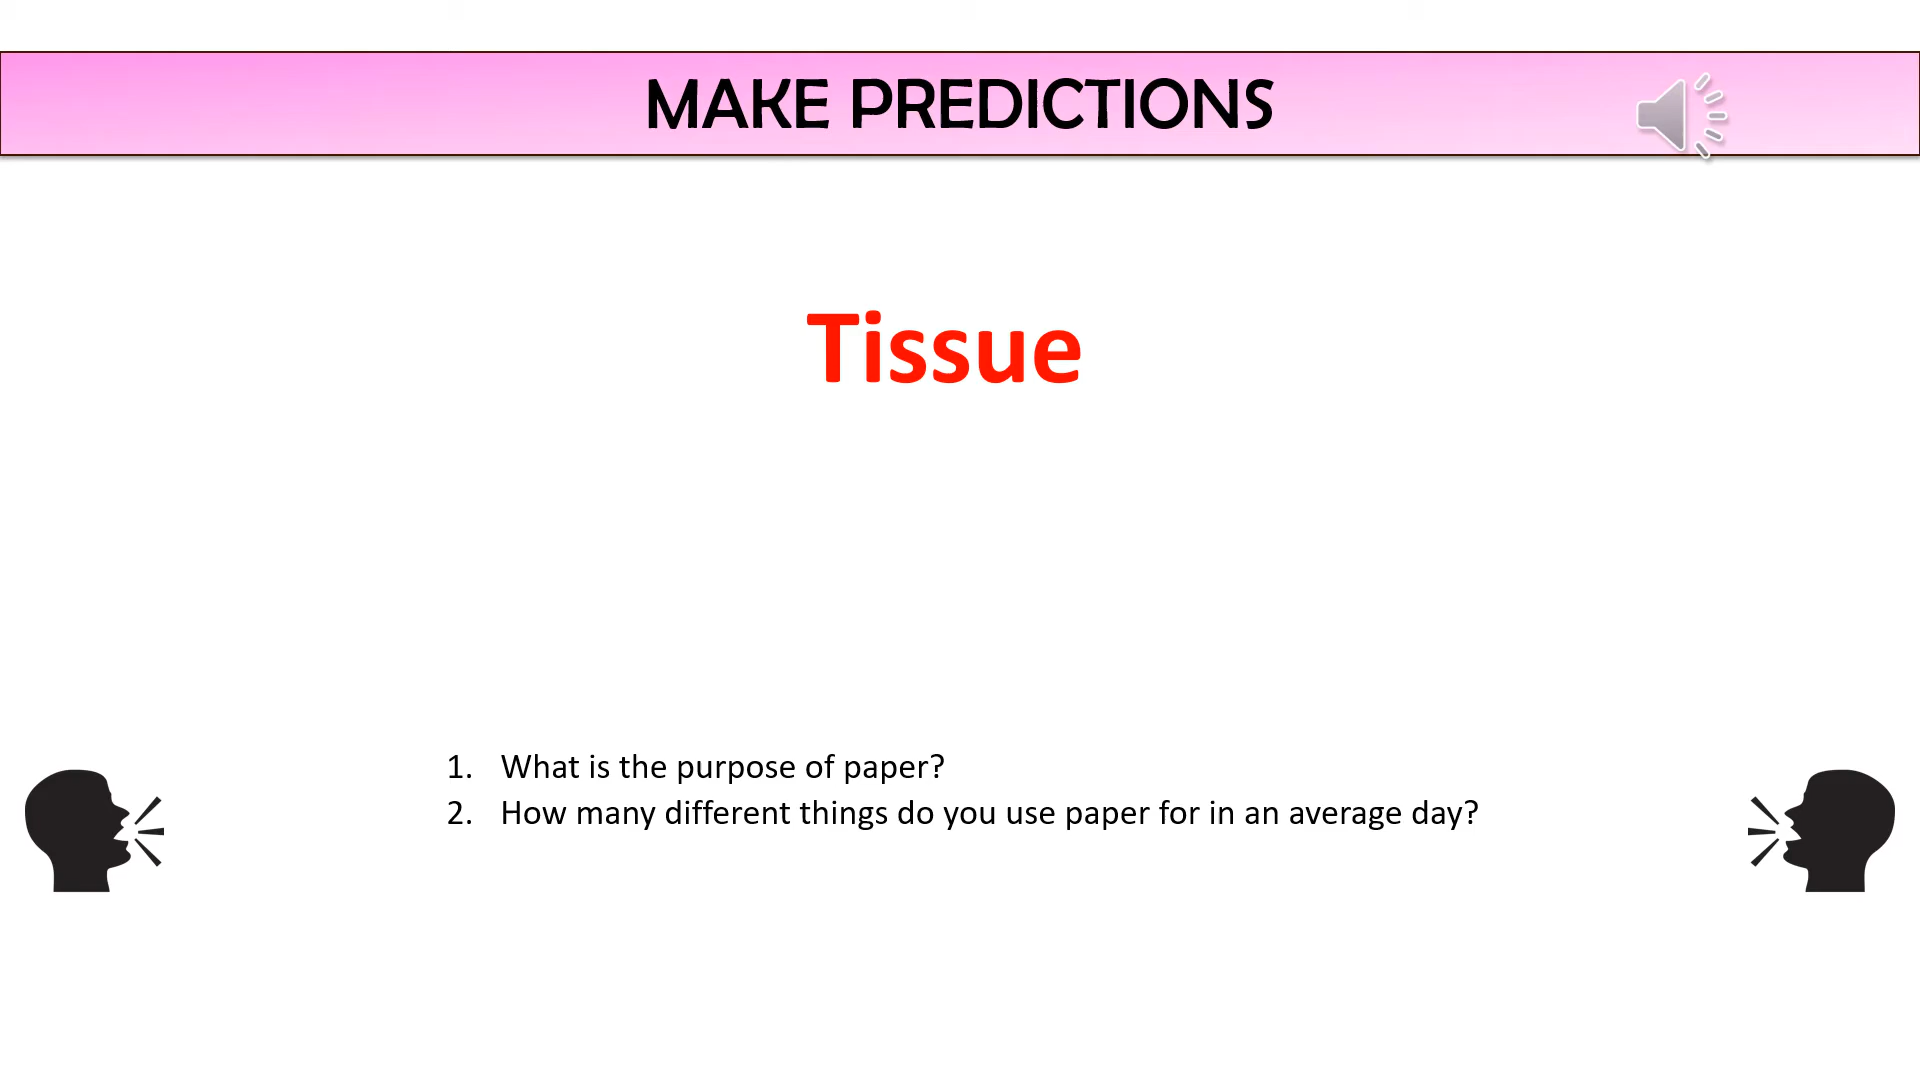 MAKE PREDICTIONS
Tissue
1. What is the purpose of paper?
2. How many different things do you use paper for in an average day?